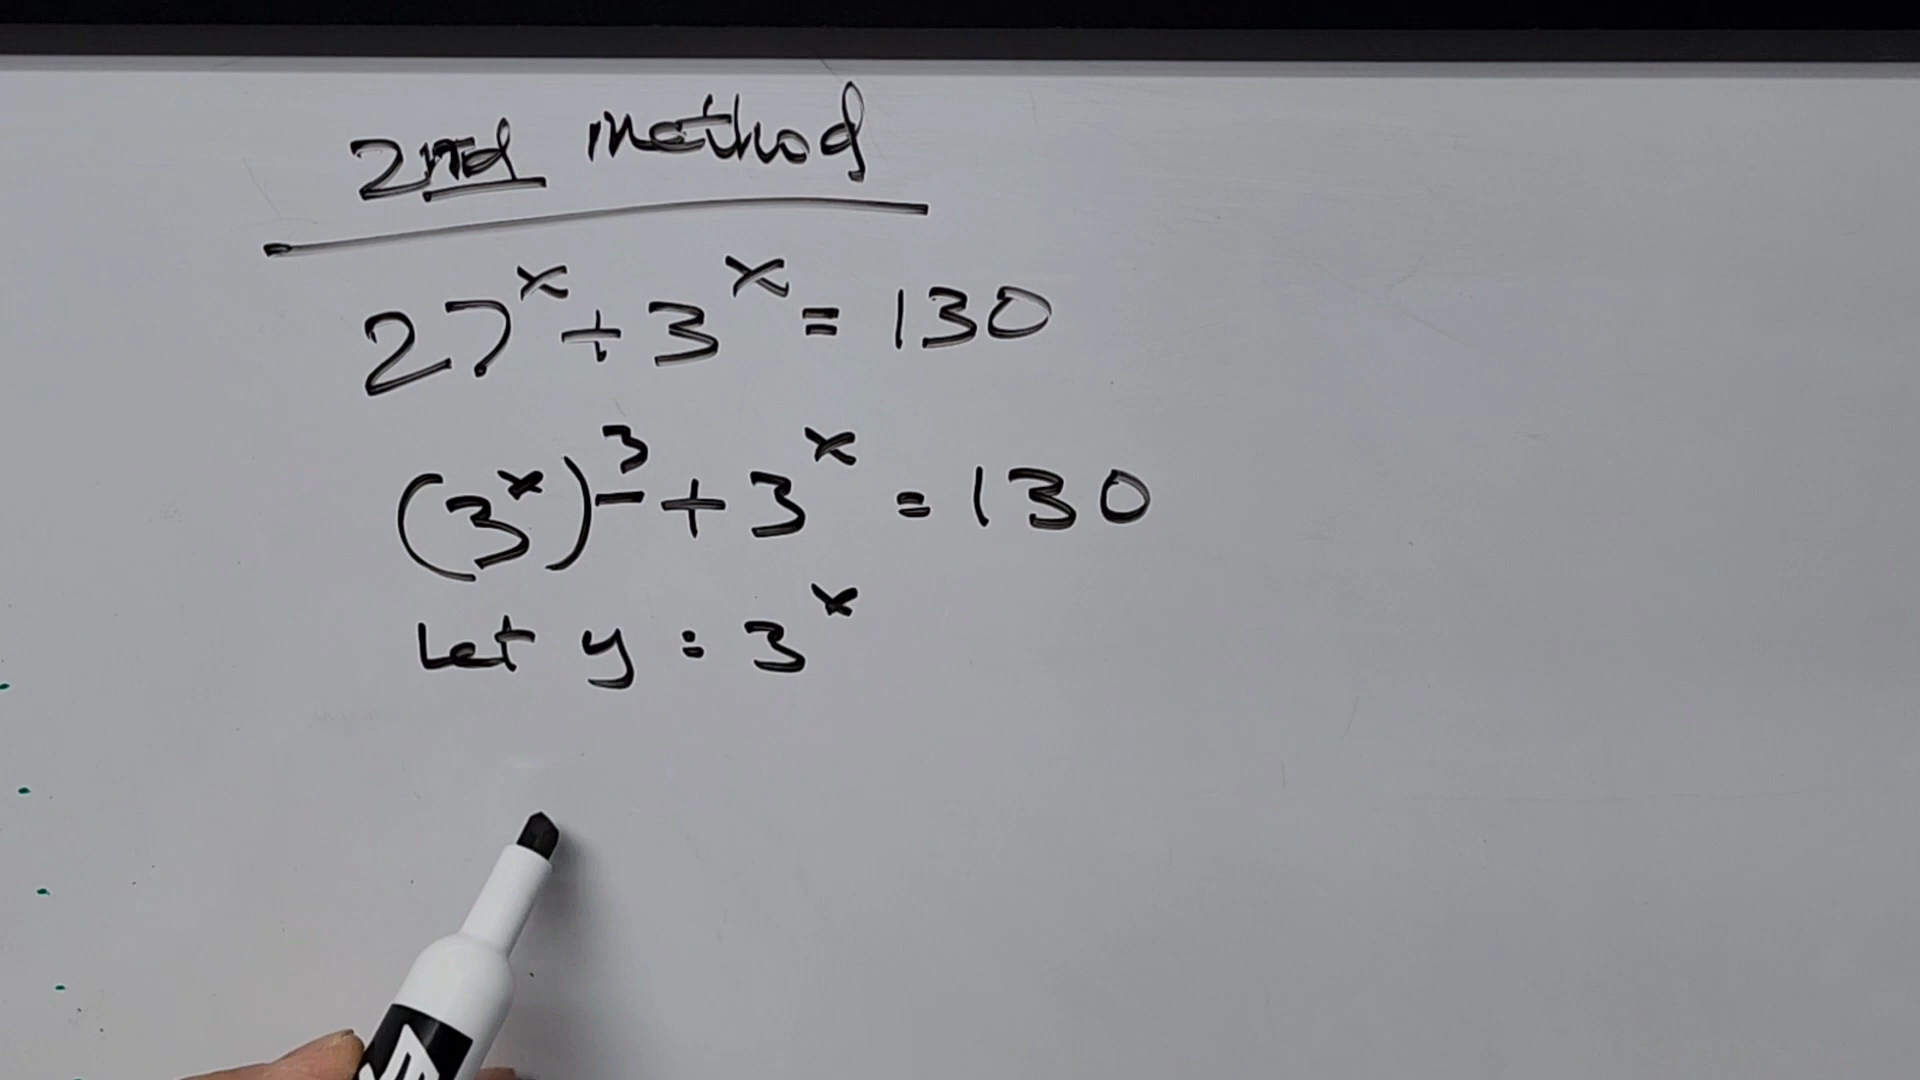 2nd method
27^x + 3^x = 130
(3^x)^3 + 3^x = 130
Let y = 3^x